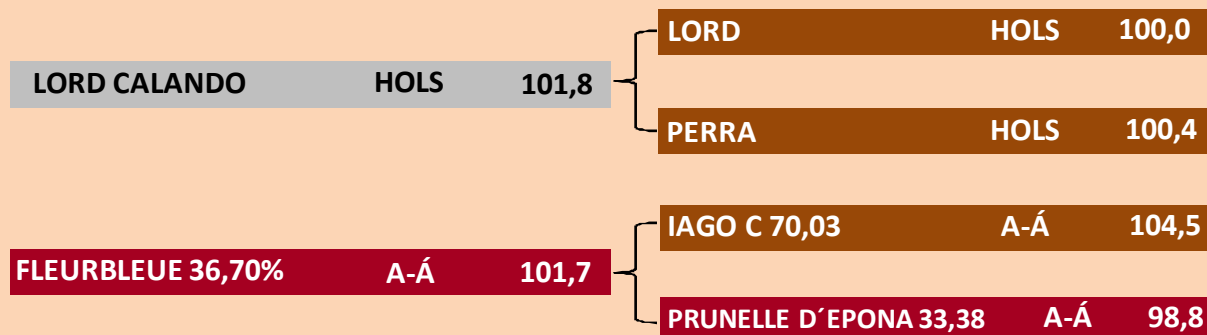 LORD CALANDO HOLS 101,8
LORD HOLS 100,0
PERRA HOLS 100,4
FLEURBLEUE 36,70% A-Á 101,7
IAGO C 70,03 A-Á 104,5
PRUNELLE D´EPONA 33,38 A-Á 98,8